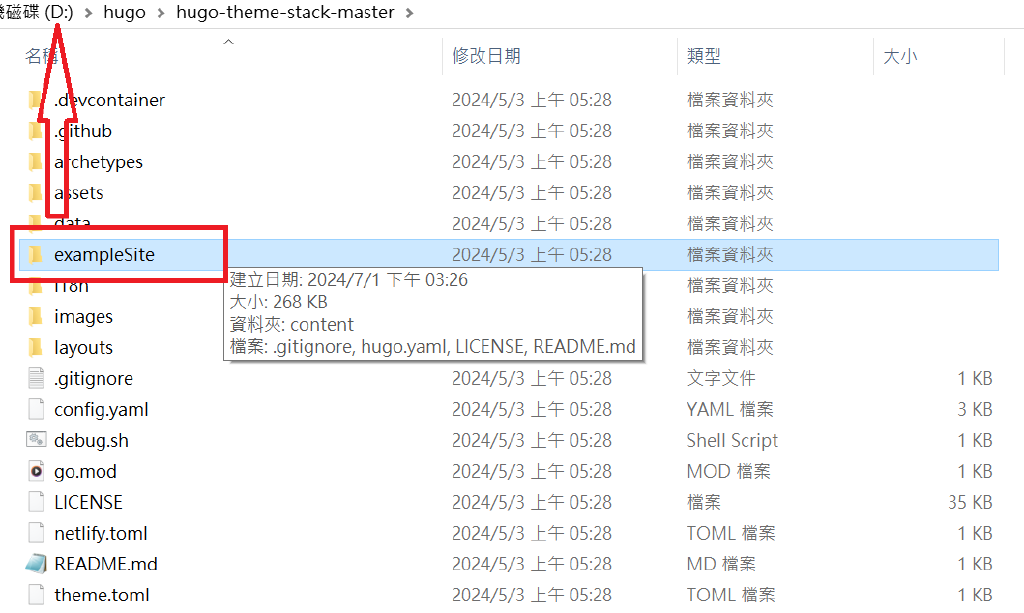 磁碟 (D:) > hugo > hugo-theme-stack-master >
名稱 修改日期 類型 大小
.devcontainer 2024/5/3 上午 05:28 檔案資料夾
.github 2024/5/3 上午 05:28 檔案資料夾
archetypes 2024/5/3 上午 05:28 檔案資料夾
assets 2024/5/3 上午 05:28 檔案資料夾
data 2024/5/3 上午 05:28 檔案資料夾
exampleSite 2024/5/3 上午 05:28 檔案資料夾
i18n 檔案資料夾
建立日期: 2024/7/1 下午 03:26
大小: 268 KB
資料夾: content
檔案: .gitignore, hugo.yaml, LICENSE, README.md
images 檔案資料夾
layouts 檔案資料夾
.gitignore 2024/5/3 上午 05:28 文字文件 1 KB
config.yaml 2024/5/3 上午 05:28 YAML 檔案 3 KB
debug.sh 2024/5/3 上午 05:28 Shell Script 1 KB
go.mod 2024/5/3 上午 05:28 MOD 檔案 1 KB
LICENSE 2024/5/3 上午 05:28 檔案 35 KB
netlify.toml 2024/5/3 上午 05:28 TOML 檔案 1 KB
README.md 2024/5/3 上午 05:28 MD 檔案 1 KB
theme.toml 2024/5/3 上午 05:28 TOML 檔案 1 KB